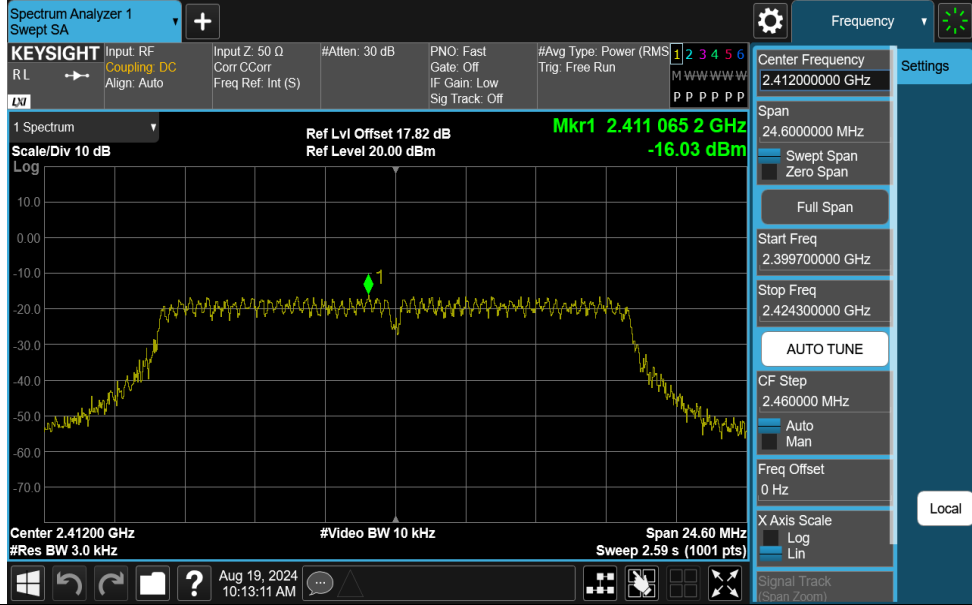 Spectrum Analyzer 1
Swept SA
+
Frequency
KEYSIGHT
R L
LXI
Input: RF
Coupling: DC
Align: Auto
Input Z: 50 Ω
Corr CCorr
Freq Ref: Int (S)
#Atten: 30 dB
PNO: Fast
Gate: Off
IF Gain: Low
Sig Track: Off
#Avg Type: Power (RMS
Trig: Free Run
1 2 3 4 5 6
M W W W W W
P P P P P P
Center Frequency
2.412000000 GHz
Settings
Span
24.6000000 MHz
Swept Span
Zero Span
Full Span
Start Freq
2.399700000 GHz
Stop Freq
2.424300000 GHz
AUTO TUNE
CF Step
2.460000 MHz
Auto
Man
Freq Offset
0 Hz
X Axis Scale
Log
Lin
Signal Track
(Span Zoom)
Local
1 Spectrum
Scale/Div 10 dB
Log
Ref Lvl Offset 17.82 dB
Ref Level 20.00 dBm
Mkr1 2.411 065 2 GHz
-16.03 dBm
10.0
0.00
-10.0
1
-20.0
-30.0
-40.0
-50.0
-60.0
-70.0
Center 2.41200 GHz
#Res BW 3.0 kHz
#Video BW 10 kHz
Span 24.60 MHz
Sweep 2.59 s (1001 pts)
?
Aug 19, 2024
10:13:11 AM